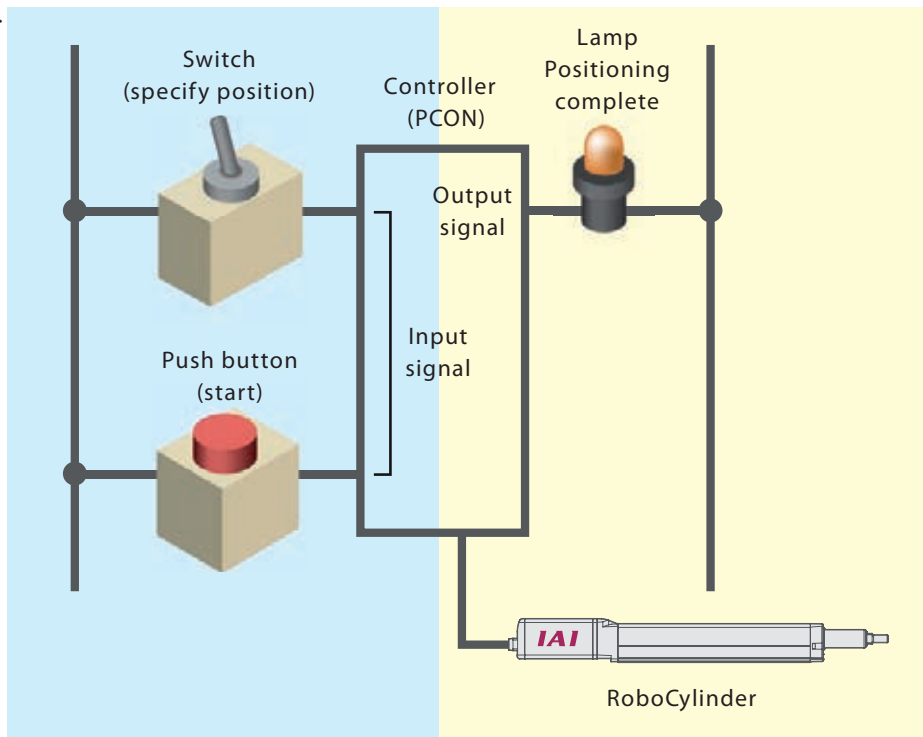 Switch
(specify position)
Controller
(PCON)
Lamp
Positioning
complete
Output
signal
Input
signal
Push button
(start)
IAI
RoboCylinder